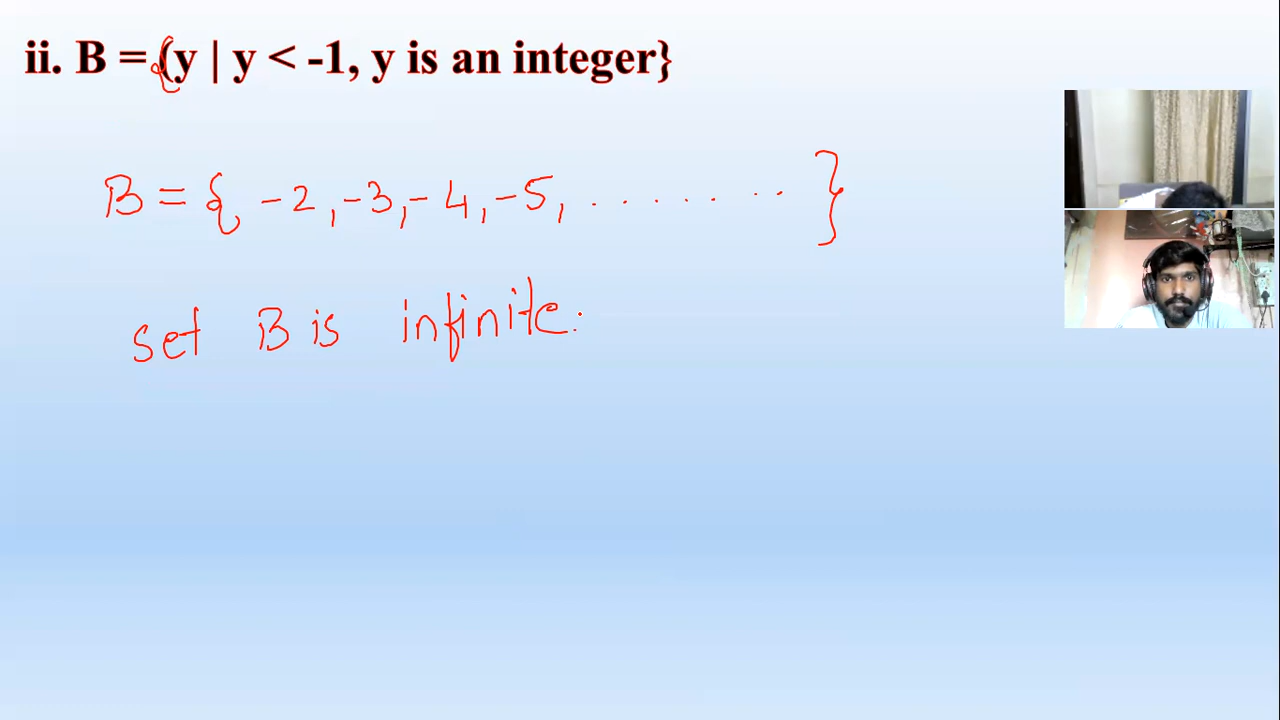 ii. B = {y | y < -1, y is an integer}
B = { -2, -3, -4, -5, . . . . . . . }
set B is infinite.